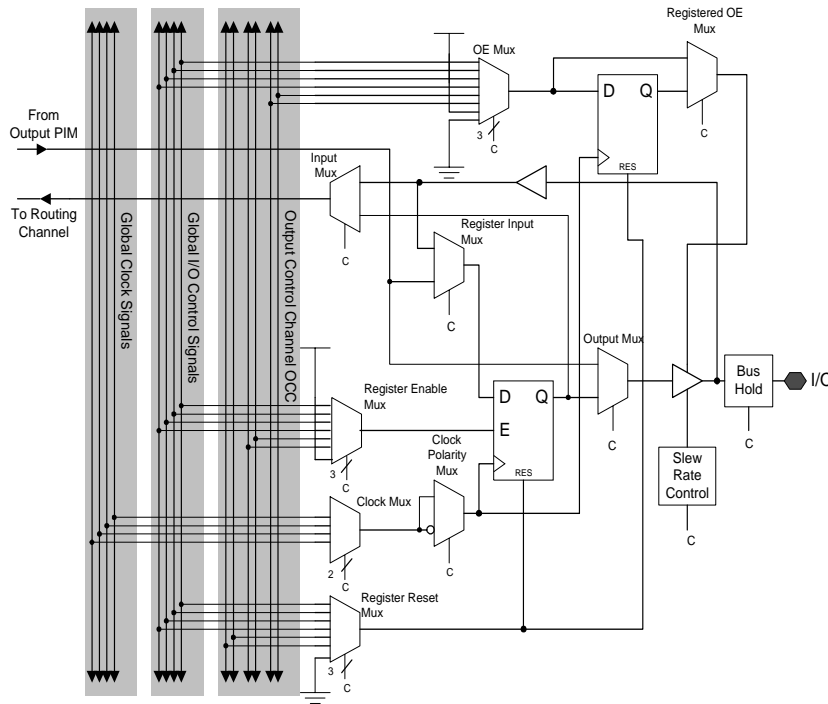 Registered OE
Mux
OE Mux
D
Q
RES
3
C
C
From
Output PIM
Input
Mux
To Routing
Channel
C
Register Input
Mux
C
Global Clock Signals
Global I/O Control Signals
Output Control Channel OCC
Output Mux
C
Bus
Hold
I/O
C
Register Enable
Mux
3
C
D
Q
E
RES
Clock
Polarity
Mux
C
Slew
Rate
Control
C
Clock Mux
2
C
Register Reset
Mux
3
C